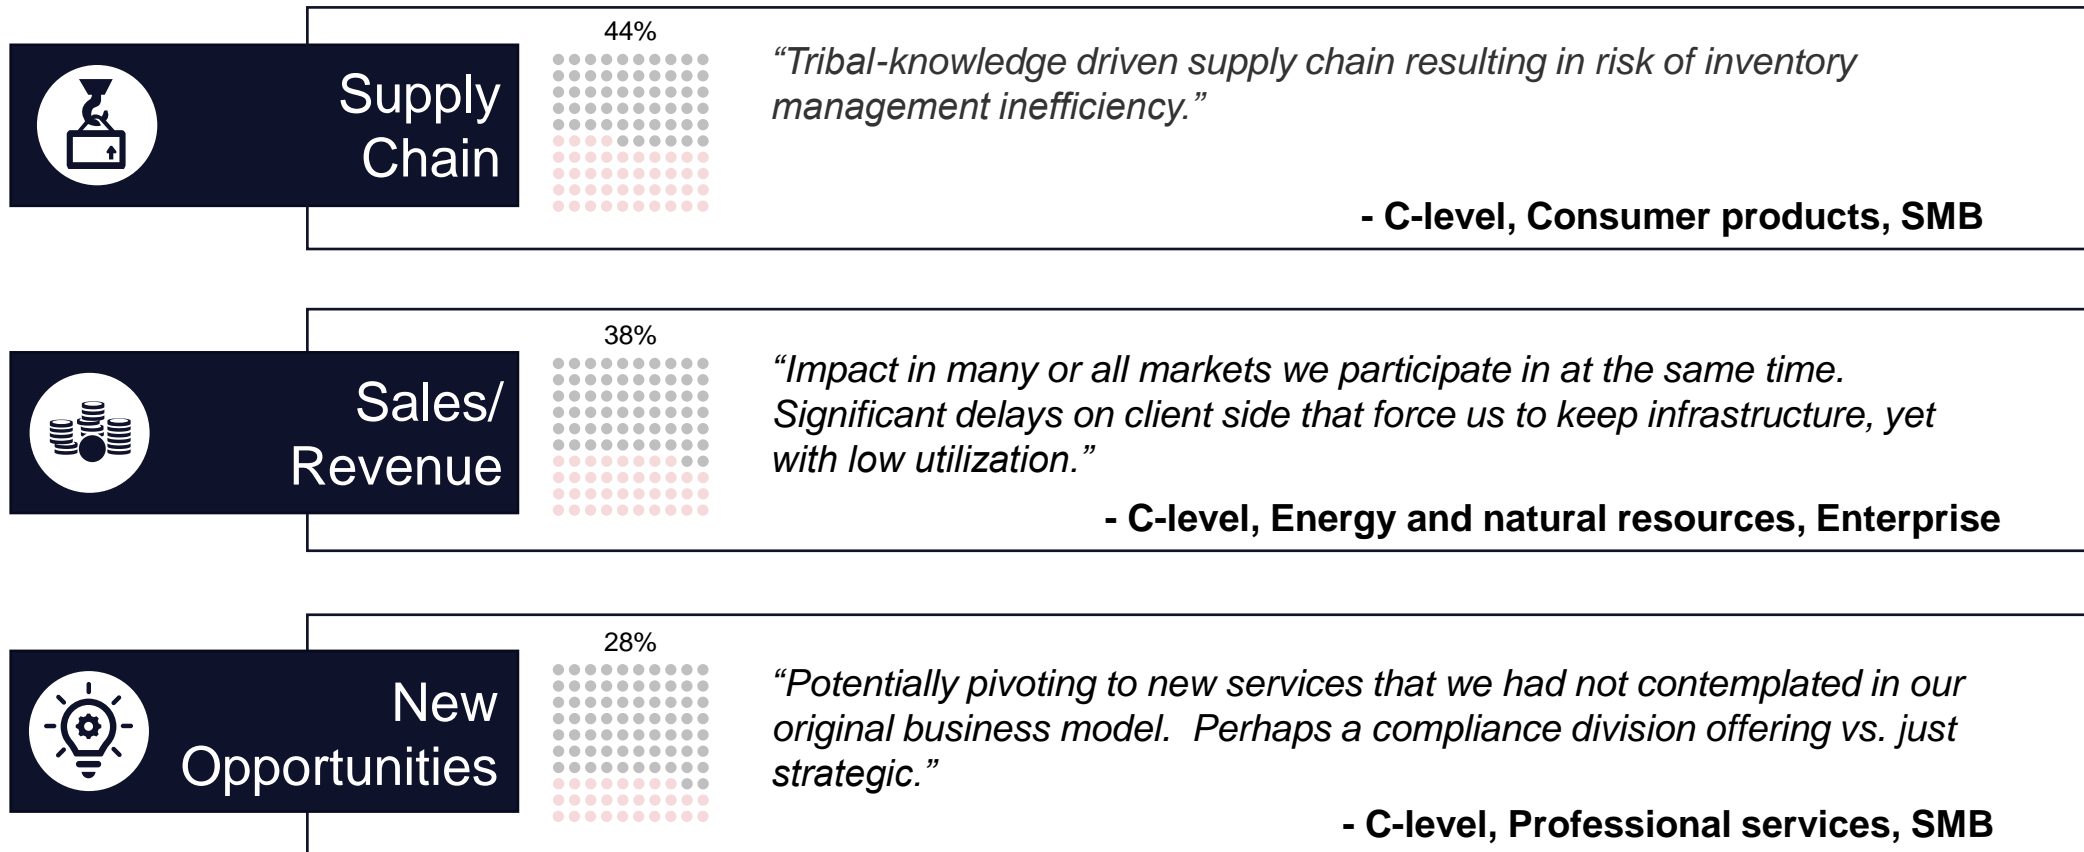 Supply
Chain
44%
“Tribal-knowledge driven supply chain resulting in risk of inventory
management inefficiency.”
- C-level, Consumer products, SMB
Sales/
Revenue
38%
“Impact in many or all markets we participate in at the same time.
Significant delays on client side that force us to keep infrastructure, yet
with low utilization.”
- C-level, Energy and natural resources, Enterprise
New
Opportunities
28%
“Potentially pivoting to new services that we had not contemplated in our
original business model.  Perhaps a compliance division offering vs. just
strategic.”
- C-level, Professional services, SMB